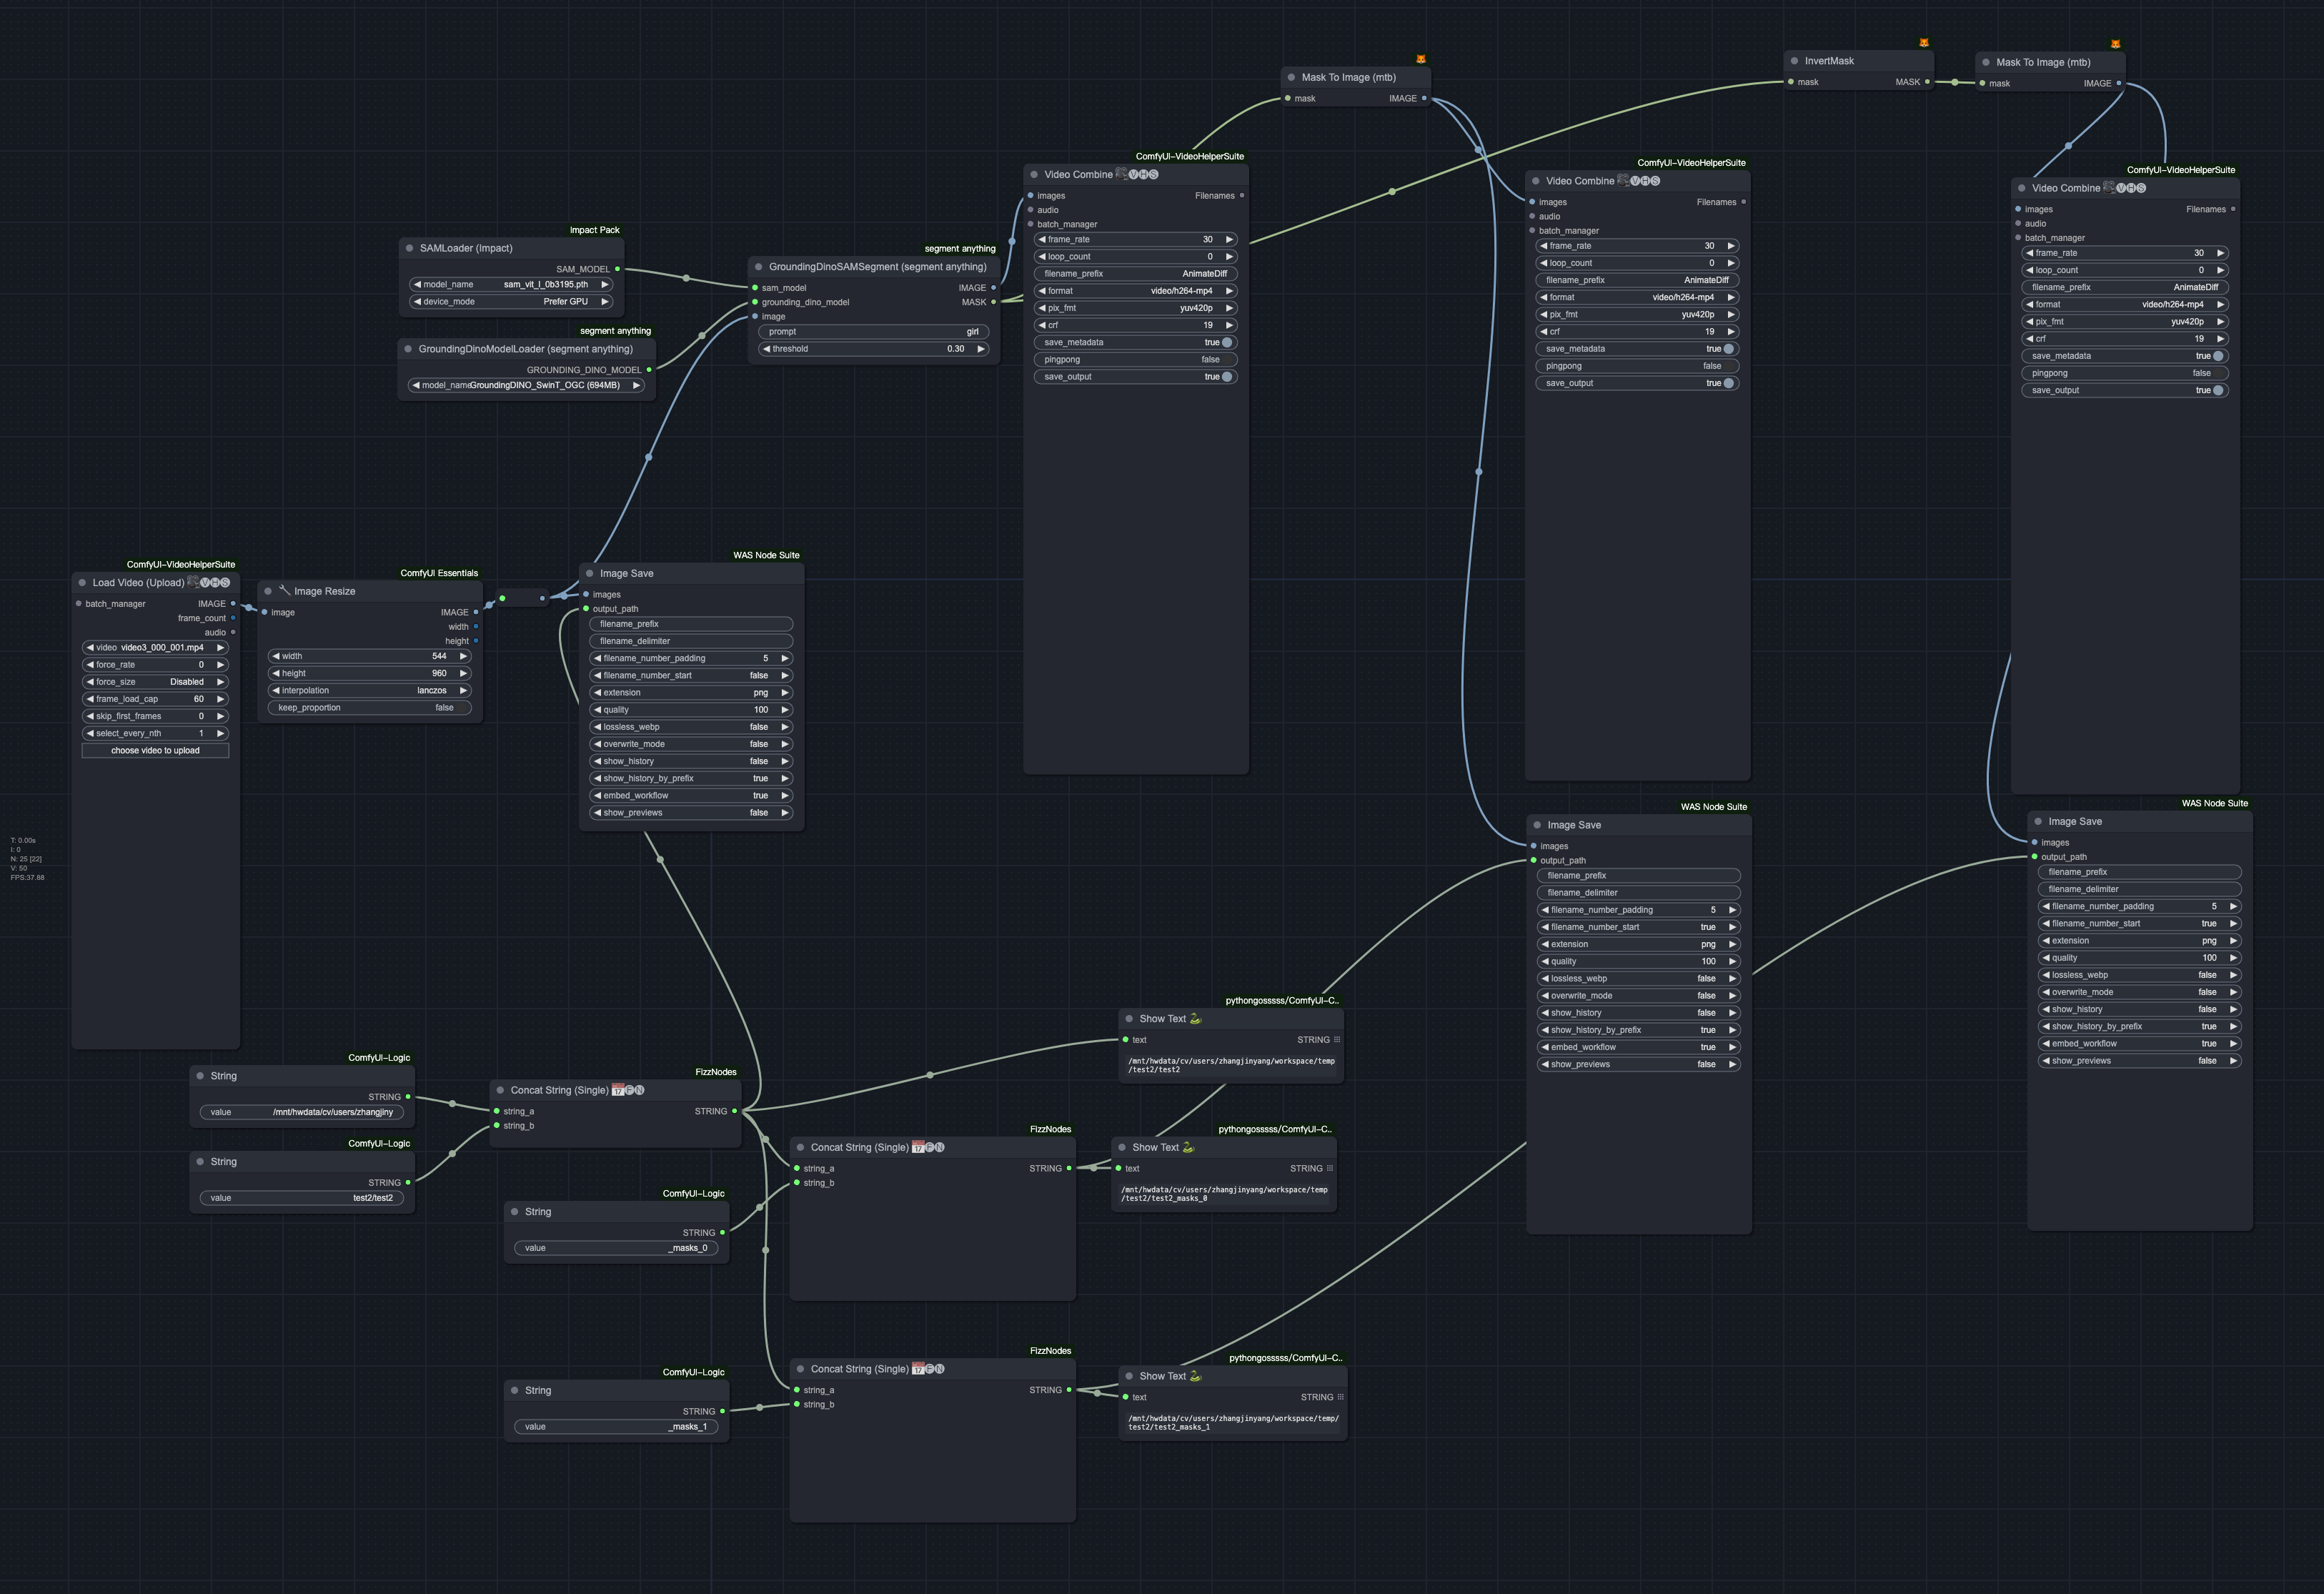 Mask To Image (mtb)
mask IMAGE
InvertMask
mask MASK
Mask To Image (mtb)
mask IMAGE
ComfyUI-VideoHelperSuite
Video Combine VHS
images Filenames
audio
batch_manager
frame_rate 30
loop_count 0
filename_prefix AnimateDiff
format video/h264-mp4
pix_fmt yuv420p
crf 19
save_metadata true
pingpong false
save_output true
ComfyUI-VideoHelperSuite
Video Combine VHS
images Filenames
audio
batch_manager
frame_rate 30
loop_count 0
filename_prefix AnimateDiff
format video/h264-mp4
pix_fmt yuv420p
crf 19
save_metadata true
pingpong false
save_output true
ComfyUI-VideoHelperSuite
Video Combine VHS
images Filenames
audio
batch_manager
frame_rate 30
loop_count 0
filename_prefix AnimateDiff
format video/h264-mp4
pix_fmt yuv420p
crf 19
save_metadata true
pingpong false
save_output true
Impact Pack
SAMLoader (Impact)
SAM_MODEL
model_name sam_vit_l_0b3195.pth
device_mode Prefer GPU
segment anything
GroundingDinoModelLoader (segment anything)
GROUNDING_DINO_MODEL
model_name GroundingDINO_SwinT_OGC (694MB)
segment anything
GroundingDinoSAMSegment (segment anything)
sam_model IMAGE
grounding_dino_model MASK
image
prompt girl
threshold 0.30
ComfyUI-VideoHelperSuite
Load Video (Upload) VHS
batch_manager IMAGE
frame_count
audio
video video3_000_001.mp4
force_rate 0
force_size Disabled
frame_load_cap 60
skip_first_frames 0
select_every_nth 1
choose video to upload
ComfyUI Essentials
Image Resize
image IMAGE
width
height
width 544
height 960
interpolation lanczos
keep_proportion false
WAS Node Suite
Image Save
images
output_path
filename_prefix
filename_delimiter
filename_number_padding 5
filename_number_start false
extension png
quality 100
lossless_webp false
overwrite_mode false
show_history false
show_history_by_prefix true
embed_workflow true
show_previews false
T: 0.00s
I: 0
N: 25 [22]
V: 50
FPS:37.88
WAS Node Suite
Image Save
images
output_path
filename_prefix
filename_delimiter
filename_number_padding 5
filename_number_start true
extension png
quality 100
lossless_webp false
overwrite_mode false
show_history false
show_history_by_prefix true
embed_workflow true
show_previews false
WAS Node Suite
Image Save
images
output_path
filename_prefix
filename_delimiter
filename_number_padding 5
filename_number_start true
extension png
quality 100
lossless_webp false
overwrite_mode false
show_history false
show_history_by_prefix true
embed_workflow true
show_previews false
ComfyUI-Logic
String
STRING
value /mnt/hwdata/cv/users/zhangjiny
ComfyUI-Logic
String
STRING
value test2/test2
FizzNodes
Concat String (Single) 17 FN
string_a STRING
string_b
pythongosssss/ComfyUI-C..
Show Text
text STRING
/mnt/hwdata/cv/users/zhangjinyang/workspace/temp
/test2/test2
ComfyUI-Logic
String
STRING
value _masks_0
FizzNodes
Concat String (Single) 17 FN
string_a STRING
string_b
pythongosssss/ComfyUI-C..
Show Text
text STRING
/mnt/hwdata/cv/users/zhangjinyang/workspace/temp
/test2/test2_masks_0
ComfyUI-Logic
String
STRING
value _masks_1
FizzNodes
Concat String (Single) 17 FN
string_a STRING
string_b
pythongosssss/ComfyUI-C..
Show Text
text STRING
/mnt/hwdata/cv/users/zhangjinyang/workspace/temp/
test2/test2_masks_1